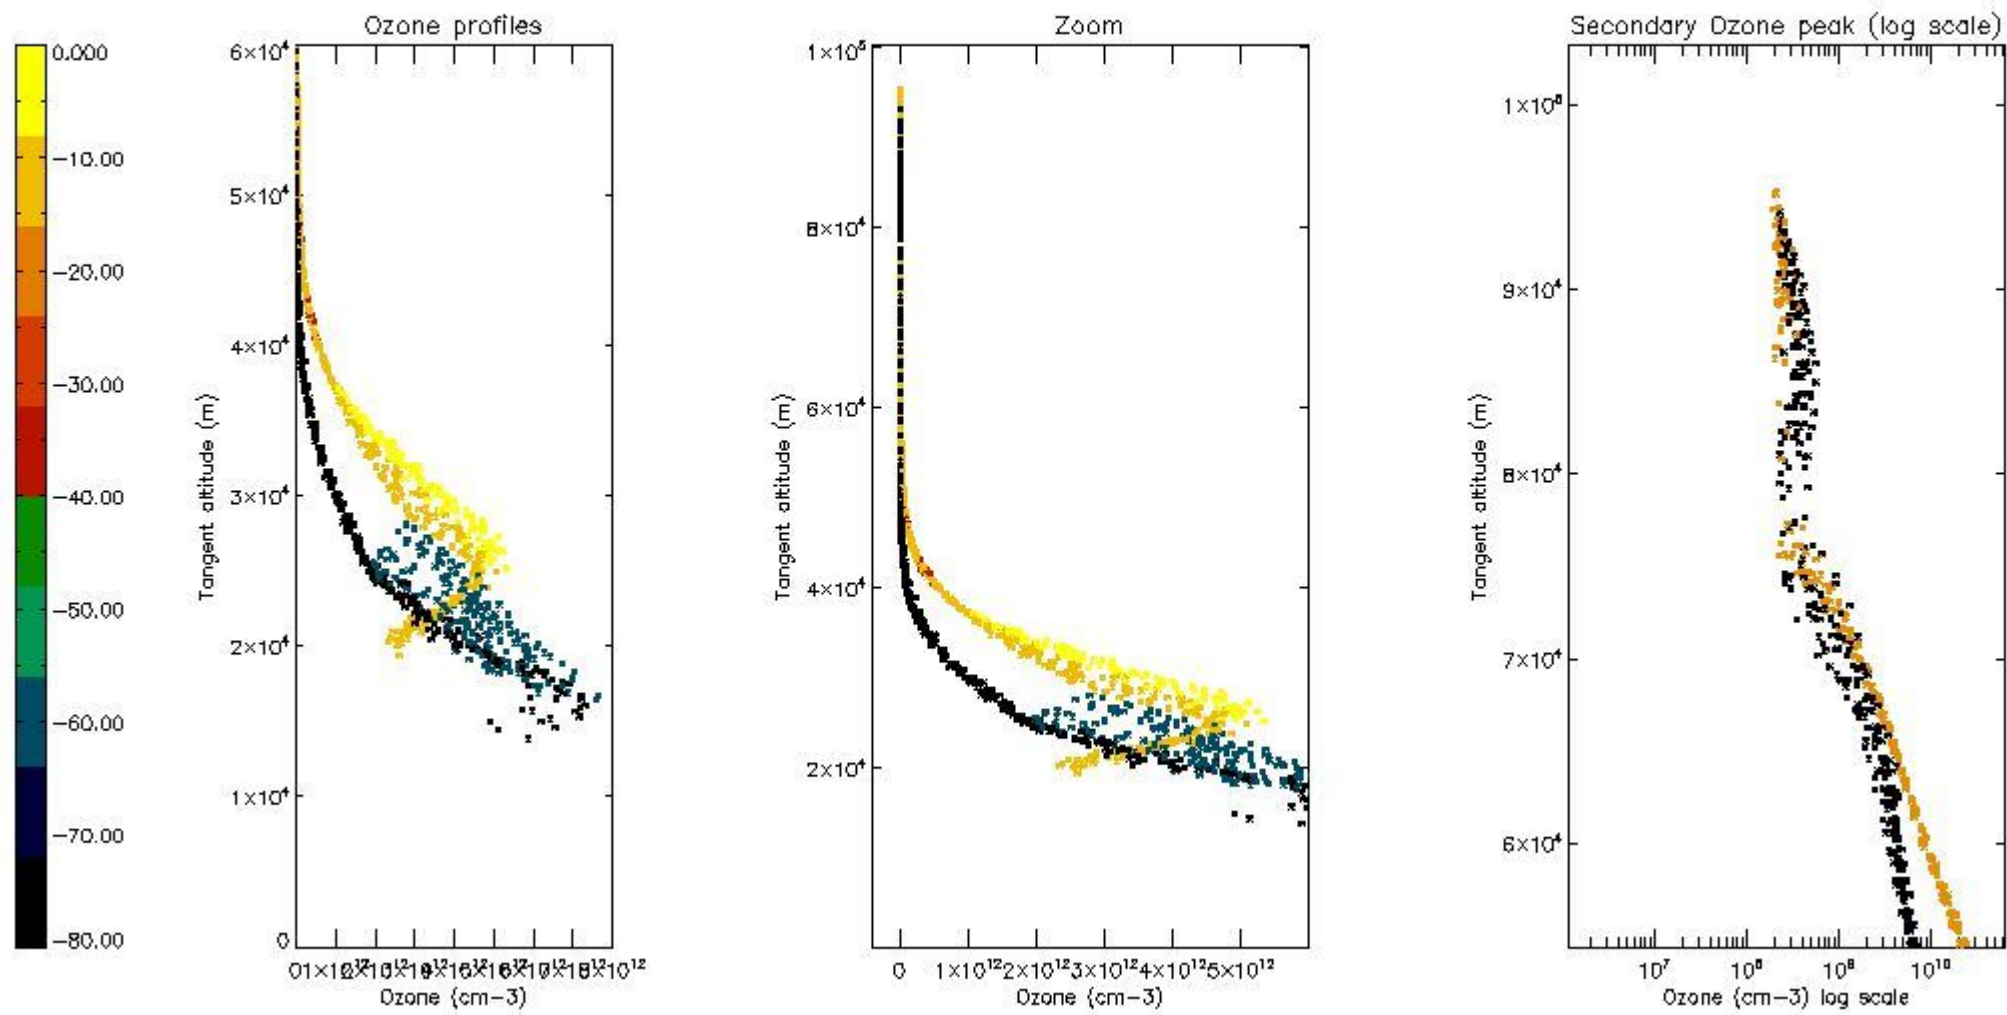 Ozone profiles
Zoom
Secondary Ozone peak (log scale)
0.000
-10.00
-20.00
-30.00
-40.00
-50.00
-60.00
-70.00
-80.00
6×10⁴
5×10⁴
4×10⁴
3×10⁴
2×10⁴
1×10⁴
0
Tangent altitude (m)
Ozone (cm-3)
1×10⁵
8×10⁴
6×10⁴
4×10⁴
2×10⁴
Tangent altitude (m)
0 1×10¹² 2×10¹² 3×10¹² 4×10¹² 5×10¹²
Ozone (cm-3)
9×10⁴
8×10⁴
7×10⁴
6×10⁴
Tangent altitude (m)
10⁷ 10⁹ 10¹⁰
Ozone (cm-3) log scale